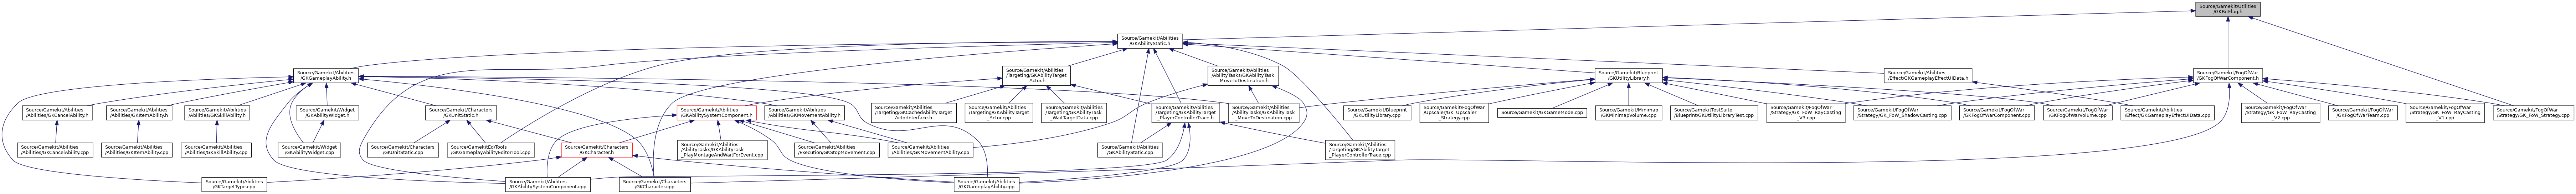 Source/Gamekit/Utilities
/GKBitFlag.h
Source/Gamekit/Abilities
/GKAbilityStatic.h
Source/Gamekit/Abilities
/GKGameplayAbility.h
Source/Gamekit/Abilities
/Targeting/GKAbilityTarget
_Actor.h
Source/Gamekit/Abilities
/AbilityTasks/GKAbilityTask
_MoveToDestination.h
Source/Gamekit/Blueprint
/GKUtilityLibrary.h
Source/Gamekit/Abilities
/Effect/GKGameplayEffectUIData.h
Source/Gamekit/FogOfWar
/GKFogOfWarComponent.h
Source/Gamekit/Abilities
/Abilities/GKCancelAbility.h
Source/Gamekit/Abilities
/Abilities/GKItemAbility.h
Source/Gamekit/Abilities
/Abilities/GKSkillAbility.h
Source/Gamekit/Widget
/GKAbilityWidget.h
Source/Gamekit/Characters
/GKUnitStatic.h
Source/Gamekit/Abilities
/GKAbilitySystemComponent.h
Source/Gamekit/Abilities
/Abilities/GKMovementAbility.h
Source/Gamekit/Abilities
/Targeting/GKCachedAbilityTarget
ActorInterface.h
Source/Gamekit/Abilities
/Targeting/GKAbilityTarget
_Actor.cpp
Source/Gamekit/Abilities
/Targeting/GKAbility
_WaitTargetData.cpp
Source/Gamekit/Abilities
/Targeting/GKAbilityTarget
_PlayerControllerTrace.h
Source/Gamekit/Abilities
/AbilityTasks/GKAbilityTask
_MoveToDestination.cpp
Source/Gamekit/Blueprint
/GKUtilityLibrary.cpp
Source/Gamekit/FogOfWar
/Upscaler/GK_Upscaler
_Strategy.cpp
Source/Gamekit/GKGameMode.cpp
Source/Gamekit/Minimap
/GKMinimapVolume.cpp
Source/Gamekit/TestSuite
/Blueprint/GKUtilityLibraryTest.cpp
Source/Gamekit/FogOfWar
/Strategy/GK_FoW_RayCasting
_V3.cpp
Source/Gamekit/FogOfWar
/Strategy/GK_FoW_ShadowCasting.cpp
Source/Gamekit/FogOfWar
/GKFogOfWarComponent.cpp
Source/Gamekit/FogOfWar
/GKFogOfWarVolume.cpp
Source/Gamekit/Abilities
/Effect/GKGameplayEffectUIData.cpp
Source/Gamekit/FogOfWar
/Strategy/GK_FoW_RayCasting
_V2.cpp
Source/Gamekit/FogOfWar
/GKFogOfWarTeam.cpp
Source/Gamekit/FogOfWar
/Strategy/GK_FoW_RayCasting
_V1.cpp
Source/Gamekit/FogOfWar
/Strategy/GK_FoW_Strategy.cpp
Source/Gamekit/Abilities
/Abilities/GKCancelAbility.cpp
Source/Gamekit/Abilities
/Abilities/GKItemAbility.cpp
Source/Gamekit/Abilities
/Abilities/GKSkillAbility.cpp
Source/Gamekit/Widget
/GKAbilityWidget.cpp
Source/Gamekit/Characters
/GKUnitStatic.cpp
Source/GamekitEd/Tools
/GKGameplayAbilityEditorTool.cpp
Source/Gamekit/Characters
/GKCharacter.h
Source/Gamekit/Abilities
/AbilityTasks/GKAbilityTask
_PlayMontageAndWaitForEvent.cpp
Source/Gamekit/Abilities
/Execution/GKStopMovement.cpp
Source/Gamekit/Abilities
/Abilities/GKMovementAbility.cpp
Source/Gamekit/Abilities
/GKAbilityStatic.cpp
Source/Gamekit/Abilities
/Targeting/GKAbilityTarget
_PlayerControllerTrace.cpp
Source/Gamekit/Abilities
/GKTargetType.cpp
Source/Gamekit/Abilities
/GKAbilitySystemComponent.cpp
Source/Gamekit/Characters
/GKCharacter.cpp
Source/Gamekit/Abilities
/GKGameplayAbility.cpp